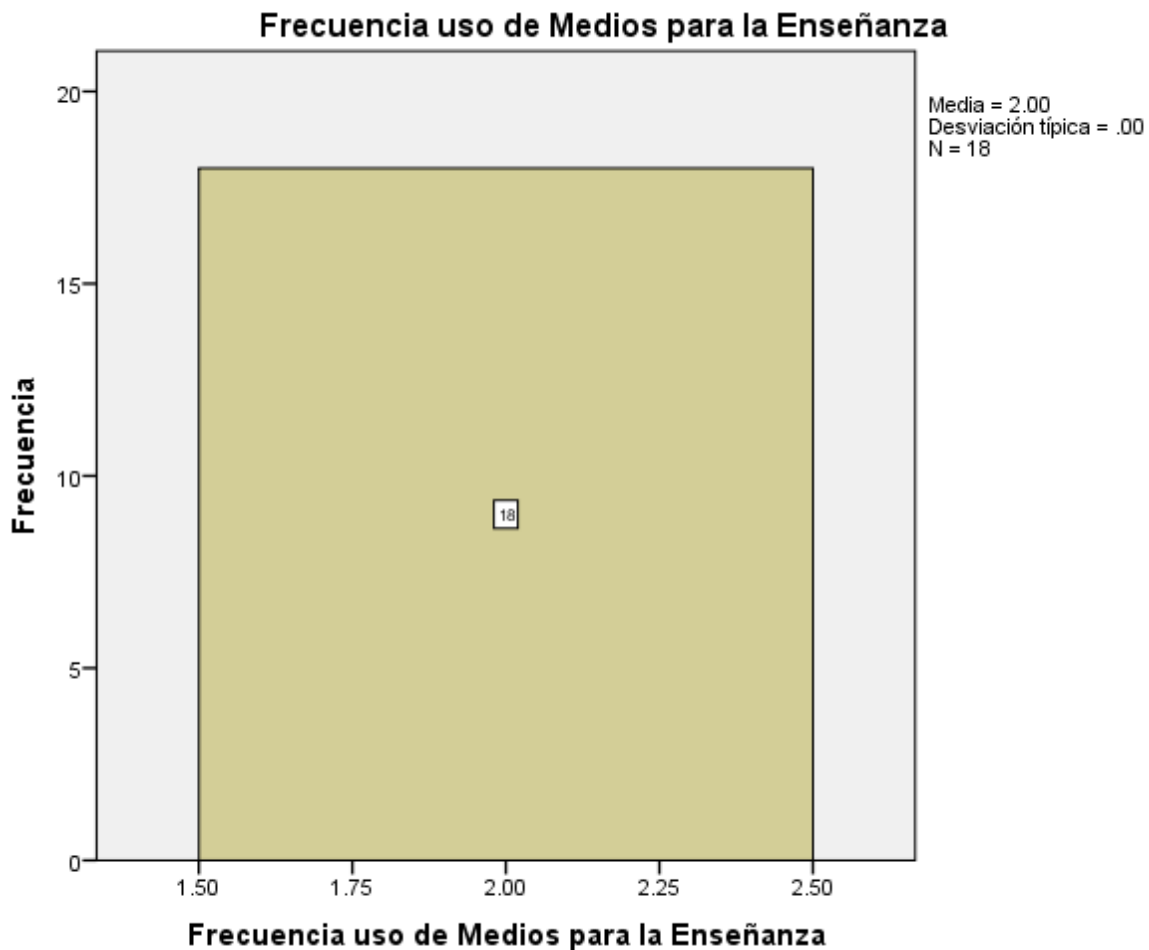 Frecuencia uso de Medios para la Enseñanza
Media = 2.00
Desviación típica = .00
N = 18
Frecuencia
20
15
10
5
0
18
1.50 1.75 2.00 2.25 2.50
Frecuencia uso de Medios para la Enseñanza